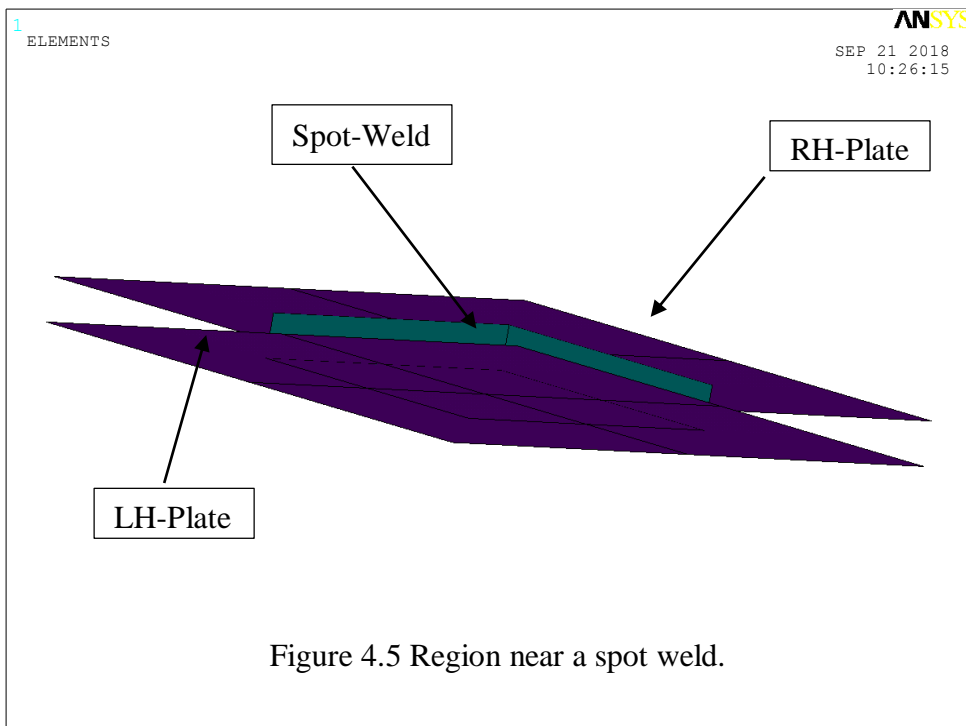 1
ELEMENTS
ANSYS
SEP 21 2018
10:26:15
Spot-Weld
RH-Plate
LH-Plate
Figure 4.5 Region near a spot weld.